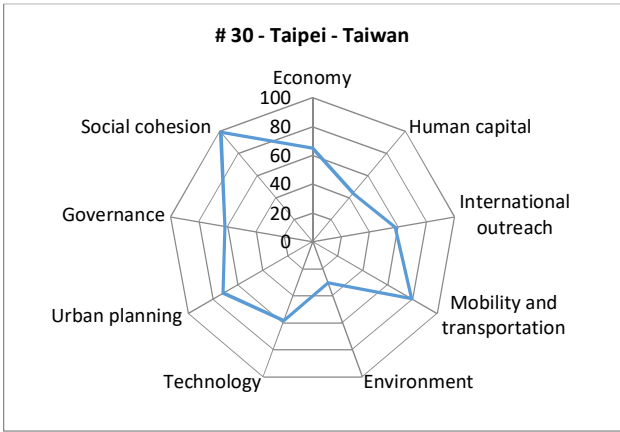 # 30 - Taipei - Taiwan
Economy
100
80
60
40
20
0
Human capital
International
outreach
Mobility and
transportation
Environment
Technology
Urban planning
Governance
Social cohesion